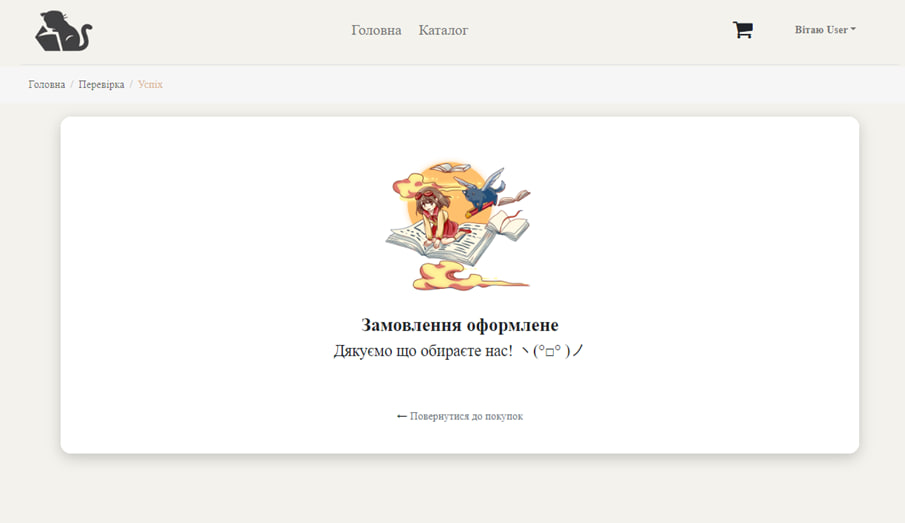 Головна Каталог Вітаю User
Головна / Перевірка / Успіх
Замовлення оформлене
Дякуємо що обираєте нас! ヽ(°□° )ノ
← Повернутися до покупок